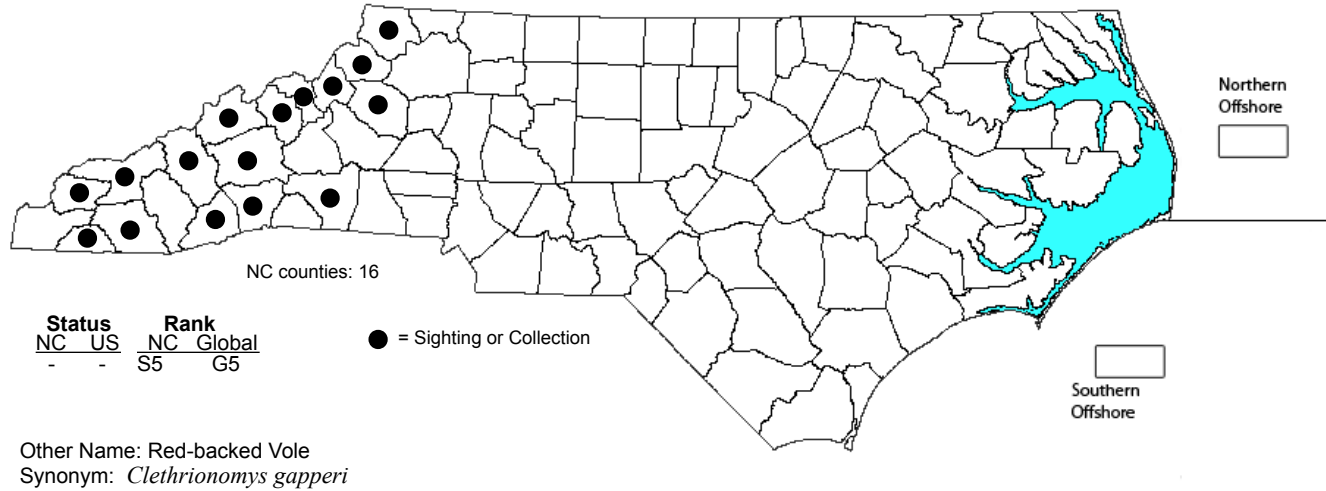 Northern
Offshore
NC counties: 16
Status Rank
NC US NC Global
- - S5 G5
= Sighting or Collection
Southern
Offshore
Other Name: Red-backed Vole
Synonym: Clethrionomys gapperi